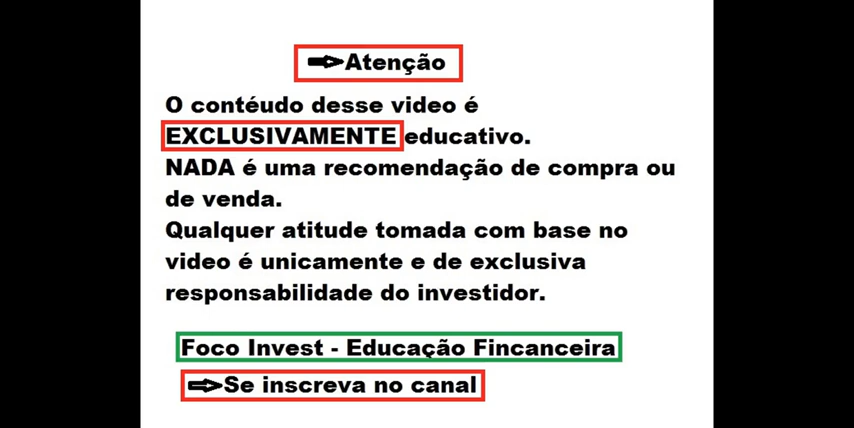 ⇨Atenção
O contéudo desse video é
EXCLUSIVAMENTE educativo.
NADA é uma recomendação de compra ou
de venda.
Qualquer atitude tomada com base no
video é unicamente e de exclusiva
responsabilidade do investidor.
Foco Invest - Educação Fincanceira
⇨Se inscreva no canal